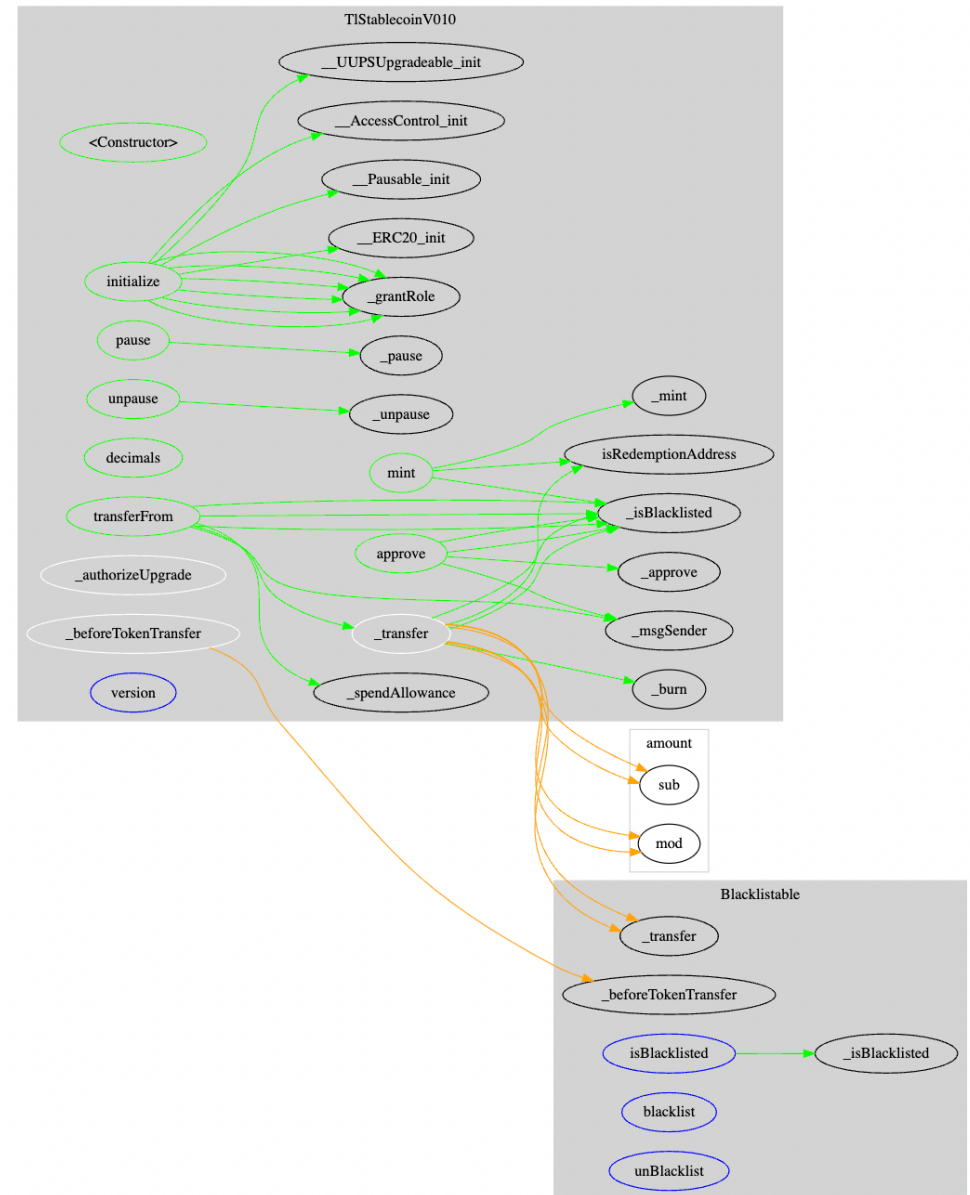 TlStablecoinV010
__UUPSUpgradeable_init
__AccessControl_init
<Constructor>
__Pausable_init
__ERC20_init
initialize
_grantRole
pause
_pause
unpause
_unpause
_mint
decimals
mint
isRedemptionAddress
transferFrom
_isBlacklisted
approve
_approve
_authorizeUpgrade
_beforeTokenTransfer
_transfer
_msgSender
version
_spendAllowance
_burn
amount
sub
mod
Blacklistable
_transfer
_beforeTokenTransfer
isBlacklisted
_isBlacklisted
blacklist
unBlacklist